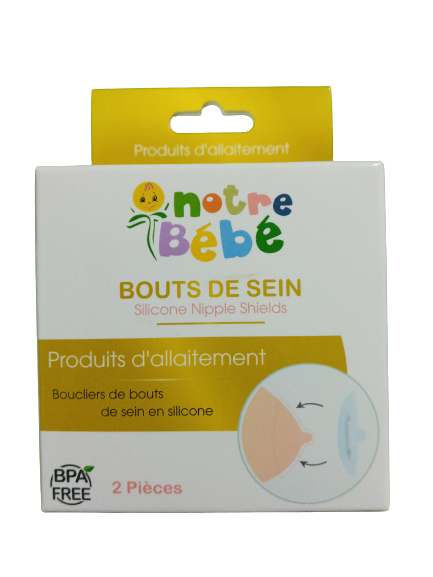 Produits d'allaitement
notre
Bébé
BOUTS DE SEIN
Silicone Nipple Shields
Produits d'allaitement
Boucliers de bouts
de sein en silicone
BPA
FREE
2 Pièces